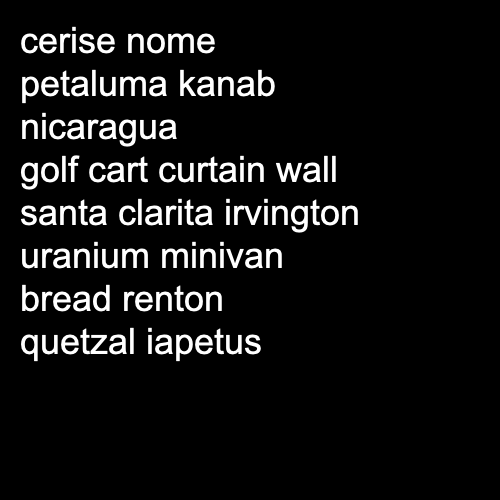 cerise nome
petaluma kanab
nicaragua
golf cart curtain wall
santa clarita irvington
uranium minivan
bread renton
quetzal iapetus